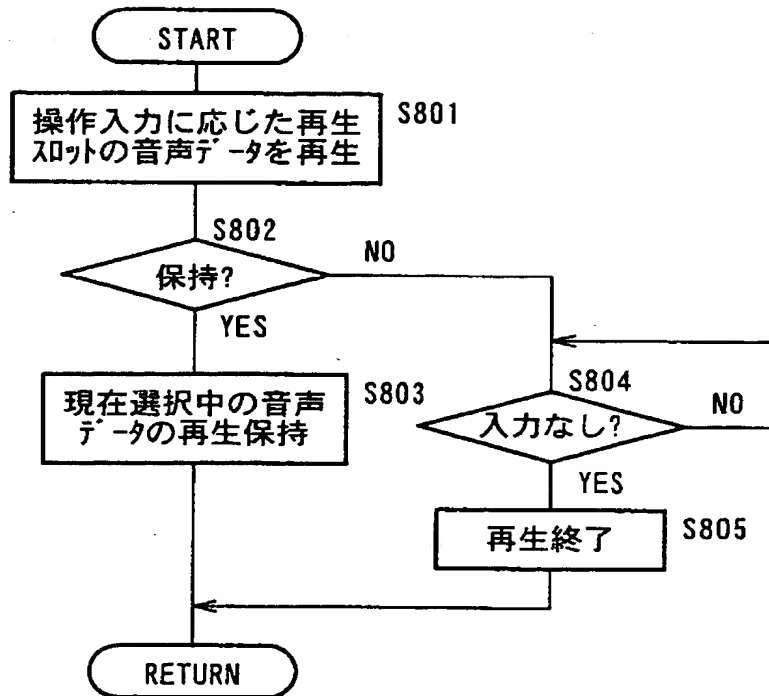 START
操作入力に応じた再生
スロットの音声データを再生
S801
S802
保持?
NO
YES
現在選択中の音声
データの再生保持
S803
S804
入力なし?
NO
YES
再生終了
S805
RETURN